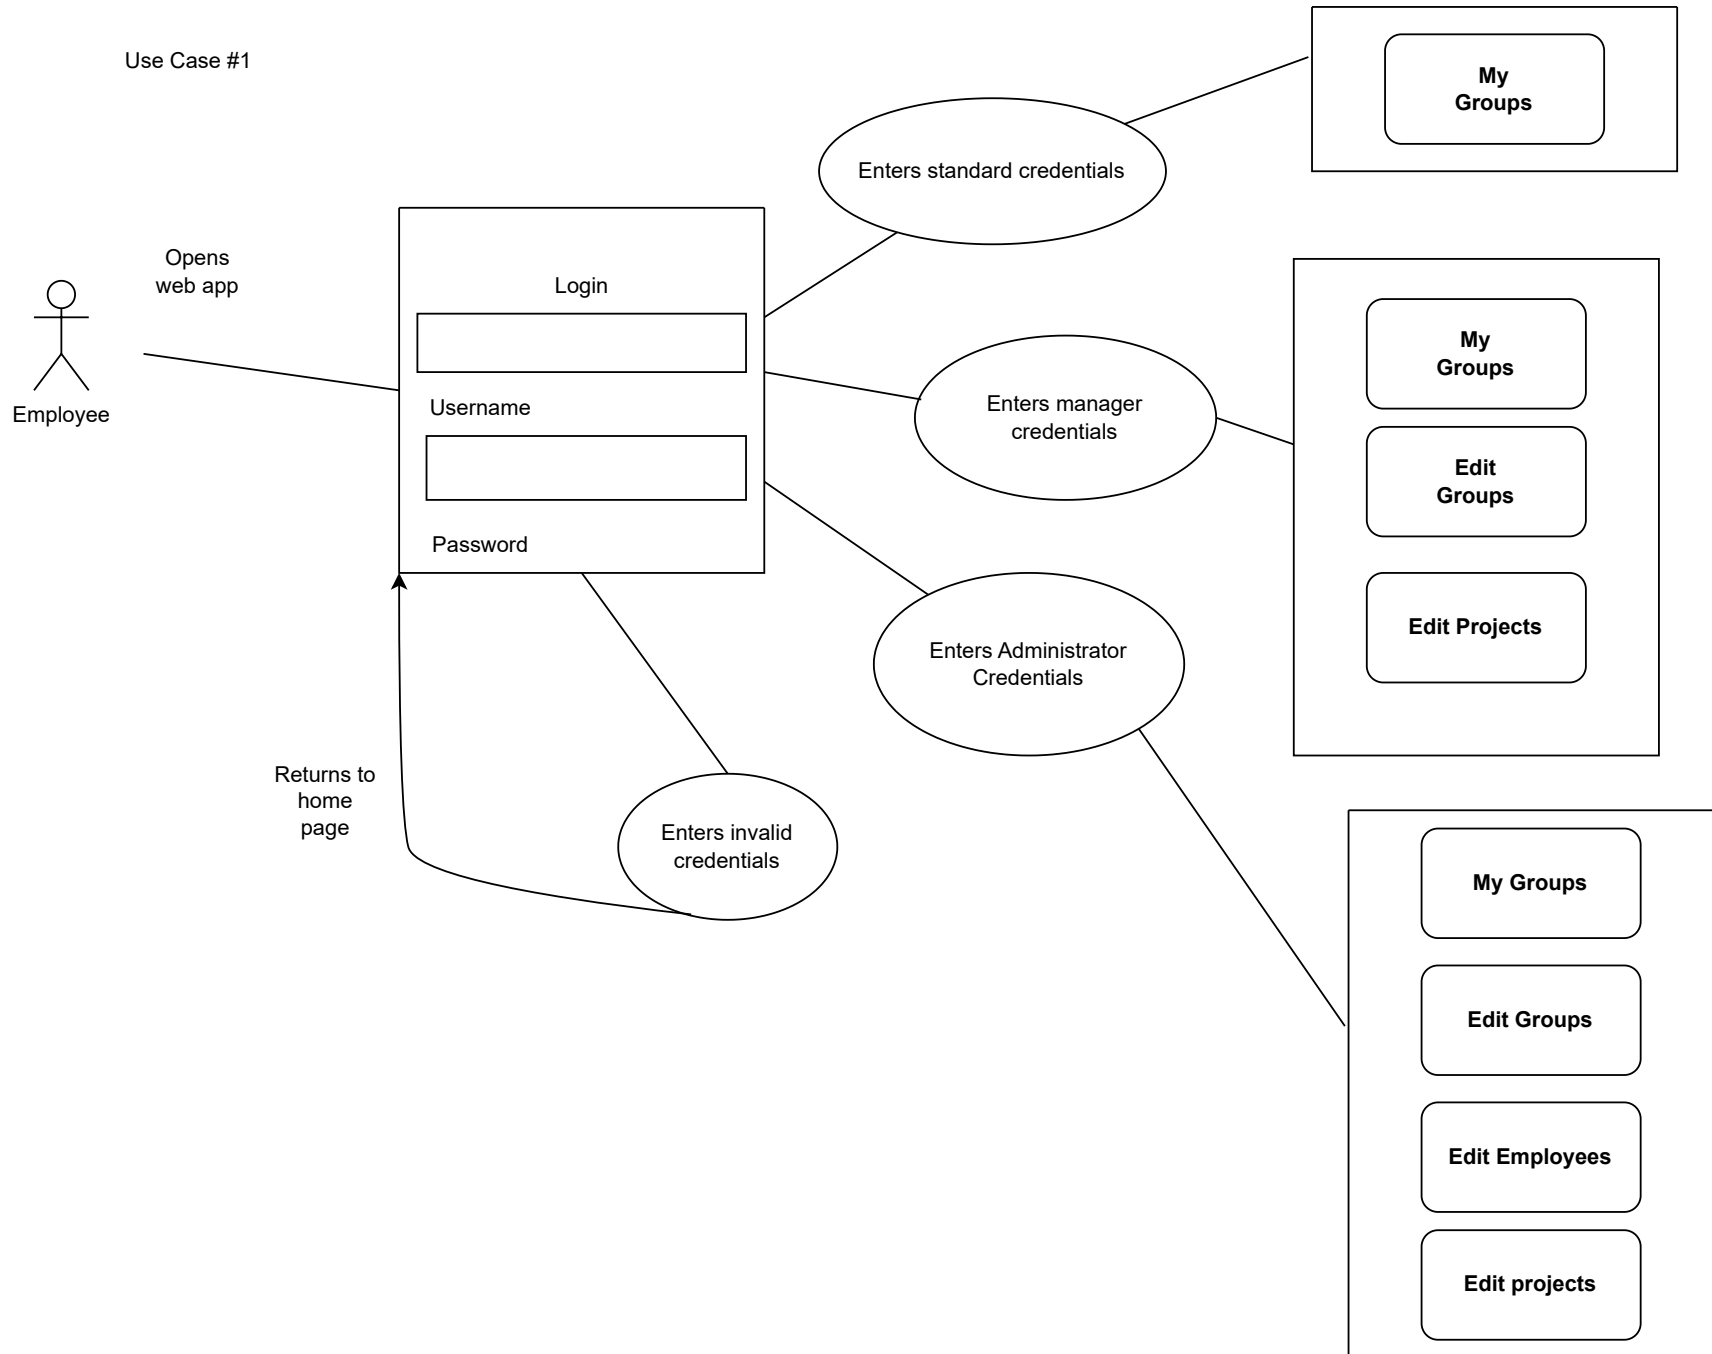 Use Case #1
My
Groups
Enters standard credentials
Opens
web app
Login
Employee
Username
Password
Enters manager
credentials
My
Groups
Edit
Groups
Edit Projects
Enters Administrator
Credentials
Returns to
home
page
Enters invalid
credentials
My Groups
Edit Groups
Edit Employees
Edit projects